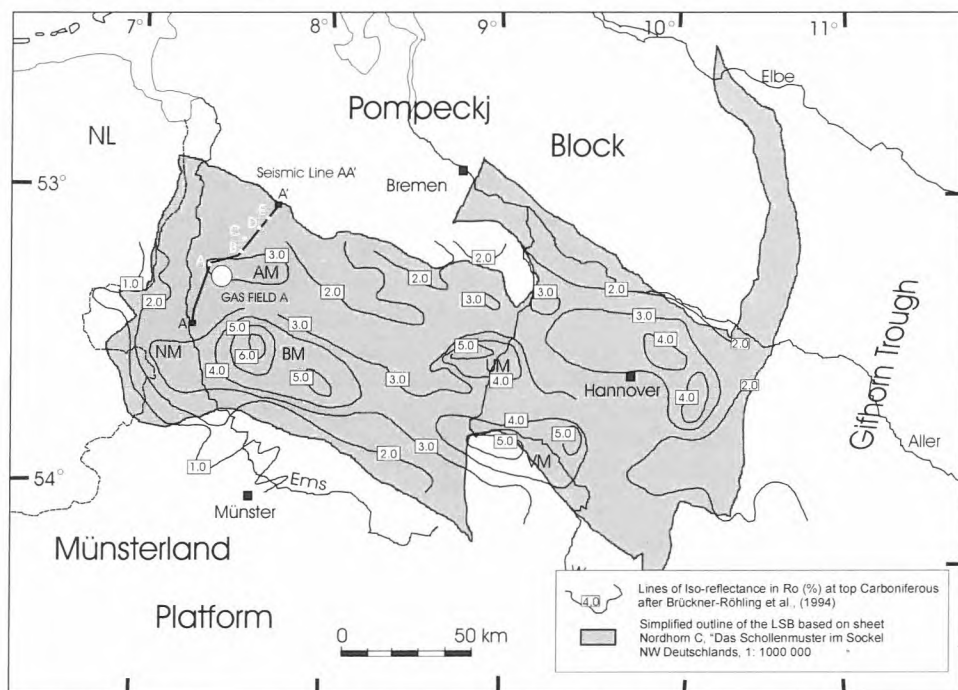 7° 8° 9° 10° 11°
Elbe
Pompeckj
NL
Block
Seismic Line AA'
53°
A'
Bremen
E
D
C
B
A
3.0
2.0
1.0
AM
2.0
3.0
2.0
2.0
2.0
3.0
2.0
GAS FIELD A
A
3.0
3.0
5.0
4.0
NM
6.0
BM
5.0
UM
2.0
4.0
5.0
3.0
4.0
Hannover
2.0
4.0
Gifhorn Trough
4.0
5.0
5.0
3.0
VM
Aller
1.0
2.0
54°
Ems
Münster
Münsterland
W
Platform
0 50 km
4.0
Lines of Iso-reflectance in Ro (%) at top Carboniferous
after Brückner-Röhling et al., (1994)
Simplified outline of the LSB based on sheet
Nordhorn C, "Das Schollenmuster im Sockel
NW Deutschlands, 1: 1000 000